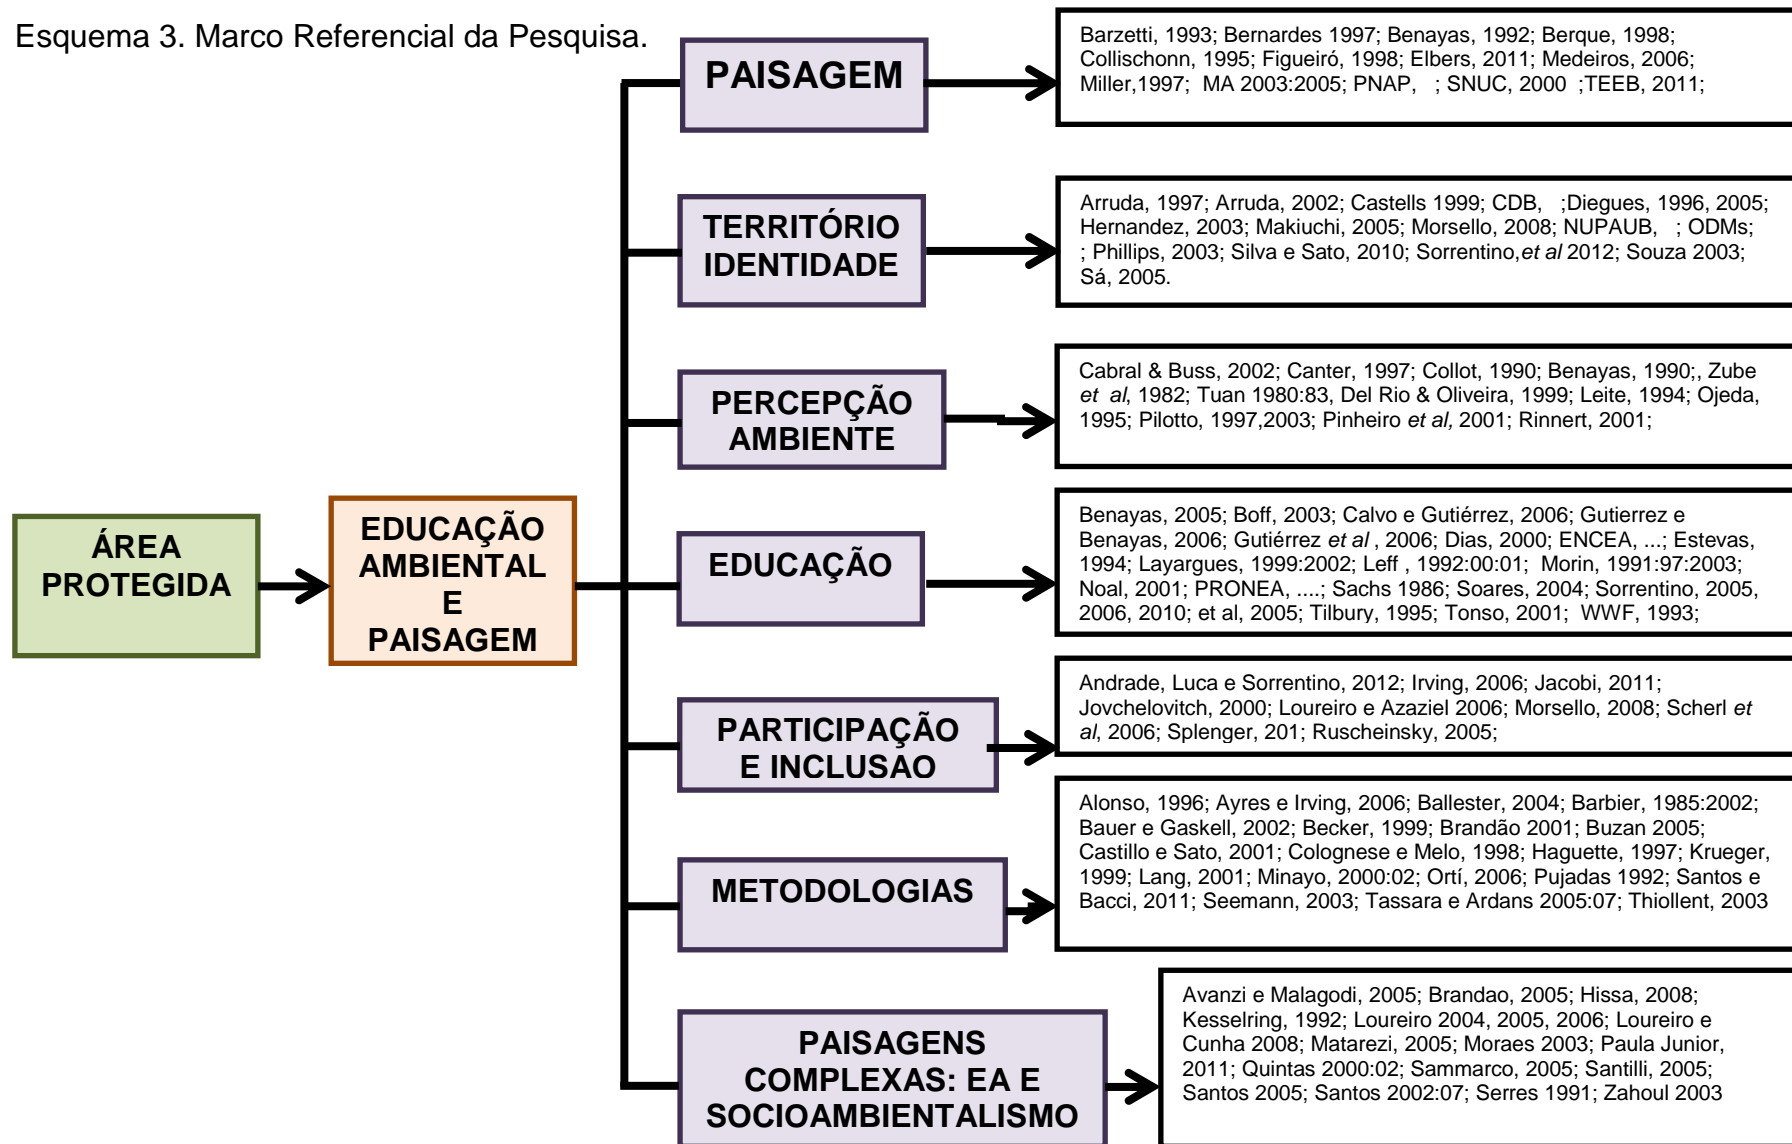 Esquema 3. Marco Referencial da Pesquisa.
PAISAGEM
Barzetti, 1993; Bernardes 1997; Benayas, 1992; Berque, 1998;
Collischonn, 1995; Figueiró, 1998; Elbers, 2011; Medeiros, 2006;
Miller,1997; MA 2003:2005; PNAP, ; SNUC, 2000 ;TEEB, 2011;
TERRITÓRIO
IDENTIDADE
Arruda, 1997; Arruda, 2002; Castells 1999; CDB, ;Diegues, 1996, 2005;
Hernandez, 2003; Makiuchi, 2005; Morsello, 2008; NUPAUB, ; ODMs;
; Phillips, 2003; Silva e Sato, 2010; Sorrentino,et al 2012; Souza 2003;
Sá, 2005.
PERCEPÇÃO
AMBIENTE
Cabral & Buss, 2002; Canter, 1997; Collot, 1990; Benayas, 1990;, Zube
et al, 1982; Tuan 1980:83, Del Rio & Oliveira, 1999; Leite, 1994; Ojeda,
1995; Pilotto, 1997,2003; Pinheiro et al, 2001; Rinnert, 2001;
ÁREA
PROTEGIDA
EDUCAÇÃO
AMBIENTAL
E
PAISAGEM
EDUCAÇÃO
Benayas, 2005; Boff, 2003; Calvo e Gutiérrez, 2006; Gutierrez e
Benayas, 2006; Gutiérrez et al , 2006; Dias, 2000; ENCEA, ...; Estevas,
1994; Layargues, 1999:2002; Leff , 1992:00:01; Morin, 1991:97:2003;
Noal, 2001; PRONEA, ....; Sachs 1986; Soares, 2004; Sorrentino, 2005,
2006, 2010; et al, 2005; Tilbury, 1995; Tonso, 2001; WWF, 1993;
PARTICIPAÇÃO
E INCLUSAO
Andrade, Luca e Sorrentino, 2012; Irving, 2006; Jacobi, 2011;
Jovchelovitch, 2000; Loureiro e Azaziel 2006; Morsello, 2008; Scherl et
al, 2006; Splenger, 201; Ruscheinsky, 2005;
METODOLOGIAS
Alonso, 1996; Ayres e Irving, 2006; Ballester, 2004; Barbier, 1985:2002;
Bauer e Gaskell, 2002; Becker, 1999; Brandão 2001; Buzan 2005;
Castillo e Sato, 2001; Colognese e Melo, 1998; Haguette, 1997; Krueger,
1999; Lang, 2001; Minayo, 2000:02; Ortí, 2006; Pujadas 1992; Santos e
Bacci, 2011; Seemann, 2003; Tassara e Ardans 2005:07; Thiollent, 2003
PAISAGENS
COMPLEXAS: EA E
SOCIOAMBIENTALISMO
Avanzi e Malagodi, 2005; Brandao, 2005; Hissa, 2008;
Kesselring, 1992; Loureiro 2004, 2005, 2006; Loureiro e
Cunha 2008; Matarezi, 2005; Moraes 2003; Paula Junior,
2011; Quintas 2000:02; Sammarco, 2005; Santilli, 2005;
Santos 2005; Santos 2002:07; Serres 1991; Zahoul 2003